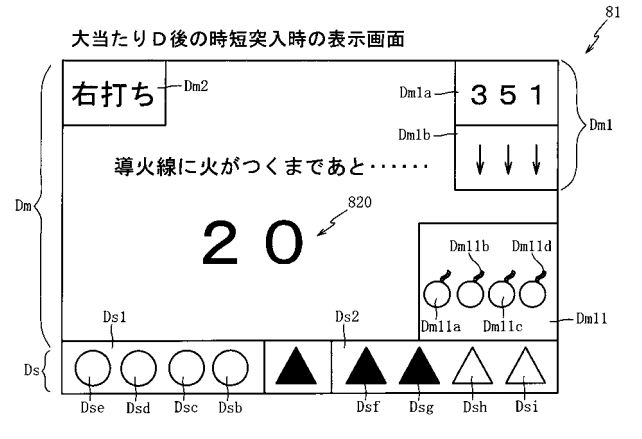 81
大当たりD後の時短突入時の表示画面
右打ち
Dm2
Dm1a
351
Dm1b
↓↓↓
Dm1
導火線に火がつくまであと……
Dm
20
820
Dm11b
Dm11d
Dm11a
Dm11c
Dm11
Ds1
Ds2
Ds
Dse
Dsd
Dsc
Dsb
Dsf
Dsg
Dsh
Dsi